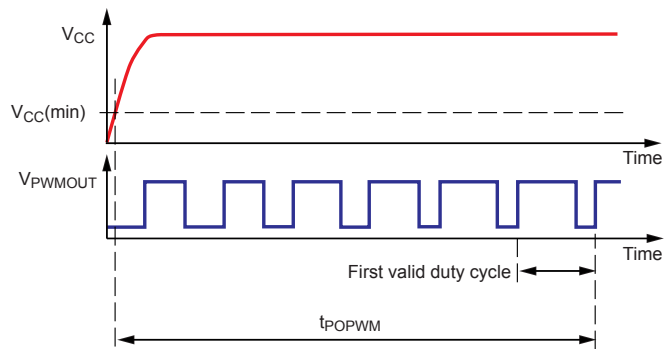 VCC
VCC(min)
Time
VPWMOUT
Time
First valid duty cycle
tPOPWM